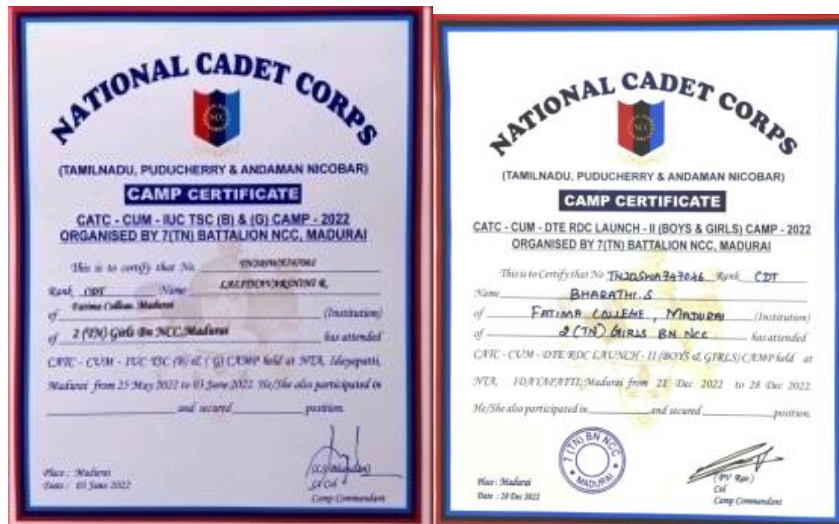 NATIONAL CADET CORPS
NCC
(TAMILNADU, PUDUCHERRY & ANDAMAN NICOBAR)
CAMP CERTIFICATE
CATC - CUM - IUC TSC (B) & (G) CAMP - 2022
ORGANISED BY 7(TN) BATTALION NCC, MADURAI
This is to certify that No
Rank CDT Name
of Fatima College, Madurai (Institution)
of 2 (TN) Girls Bn NCC, Madurai has attended
CATC - CUM - IUC TSC (B) & (G) CAMP held at NTA, Idayapatti,
Madurai from 25 May 2022 to 03 June 2022. He/She also participated in
and secured position.
Lt Col
Camp Commandant
Place : Madurai
Date : 03 June 2022
NATIONAL CADET CORPS
(TAMILNADU, PUDUCHERRY & ANDAMAN NICOBAR)
CAMP CERTIFICATE
CATC - CUM - DTE RDC LAUNCH - II (BOYS & GIRLS) CAMP - 2022
ORGANISED BY 7(TN) BATTALION NCC, MADURAI
This is to Certify that No TN20SWA747046 Rank CDT
Name BHARATHI.S
of FATIMA COLLEGE, MADURAI (Institution)
of 2 (TN) GIRLS BN NCC has attended
CATC - CUM - DTE RDC LAUNCH - II (BOYS & GIRLS) CAMP held at
NTA, IDAYAPATTI, Madurai from 21 Dec 2022 to 28 Dec 2022.
He/She also participated in and secured position.
7 (TN) BN NCC
MADURAI
(PV Rao)
Col
Camp Commandant
Place : Madurai
Date : 28 Dec 2022